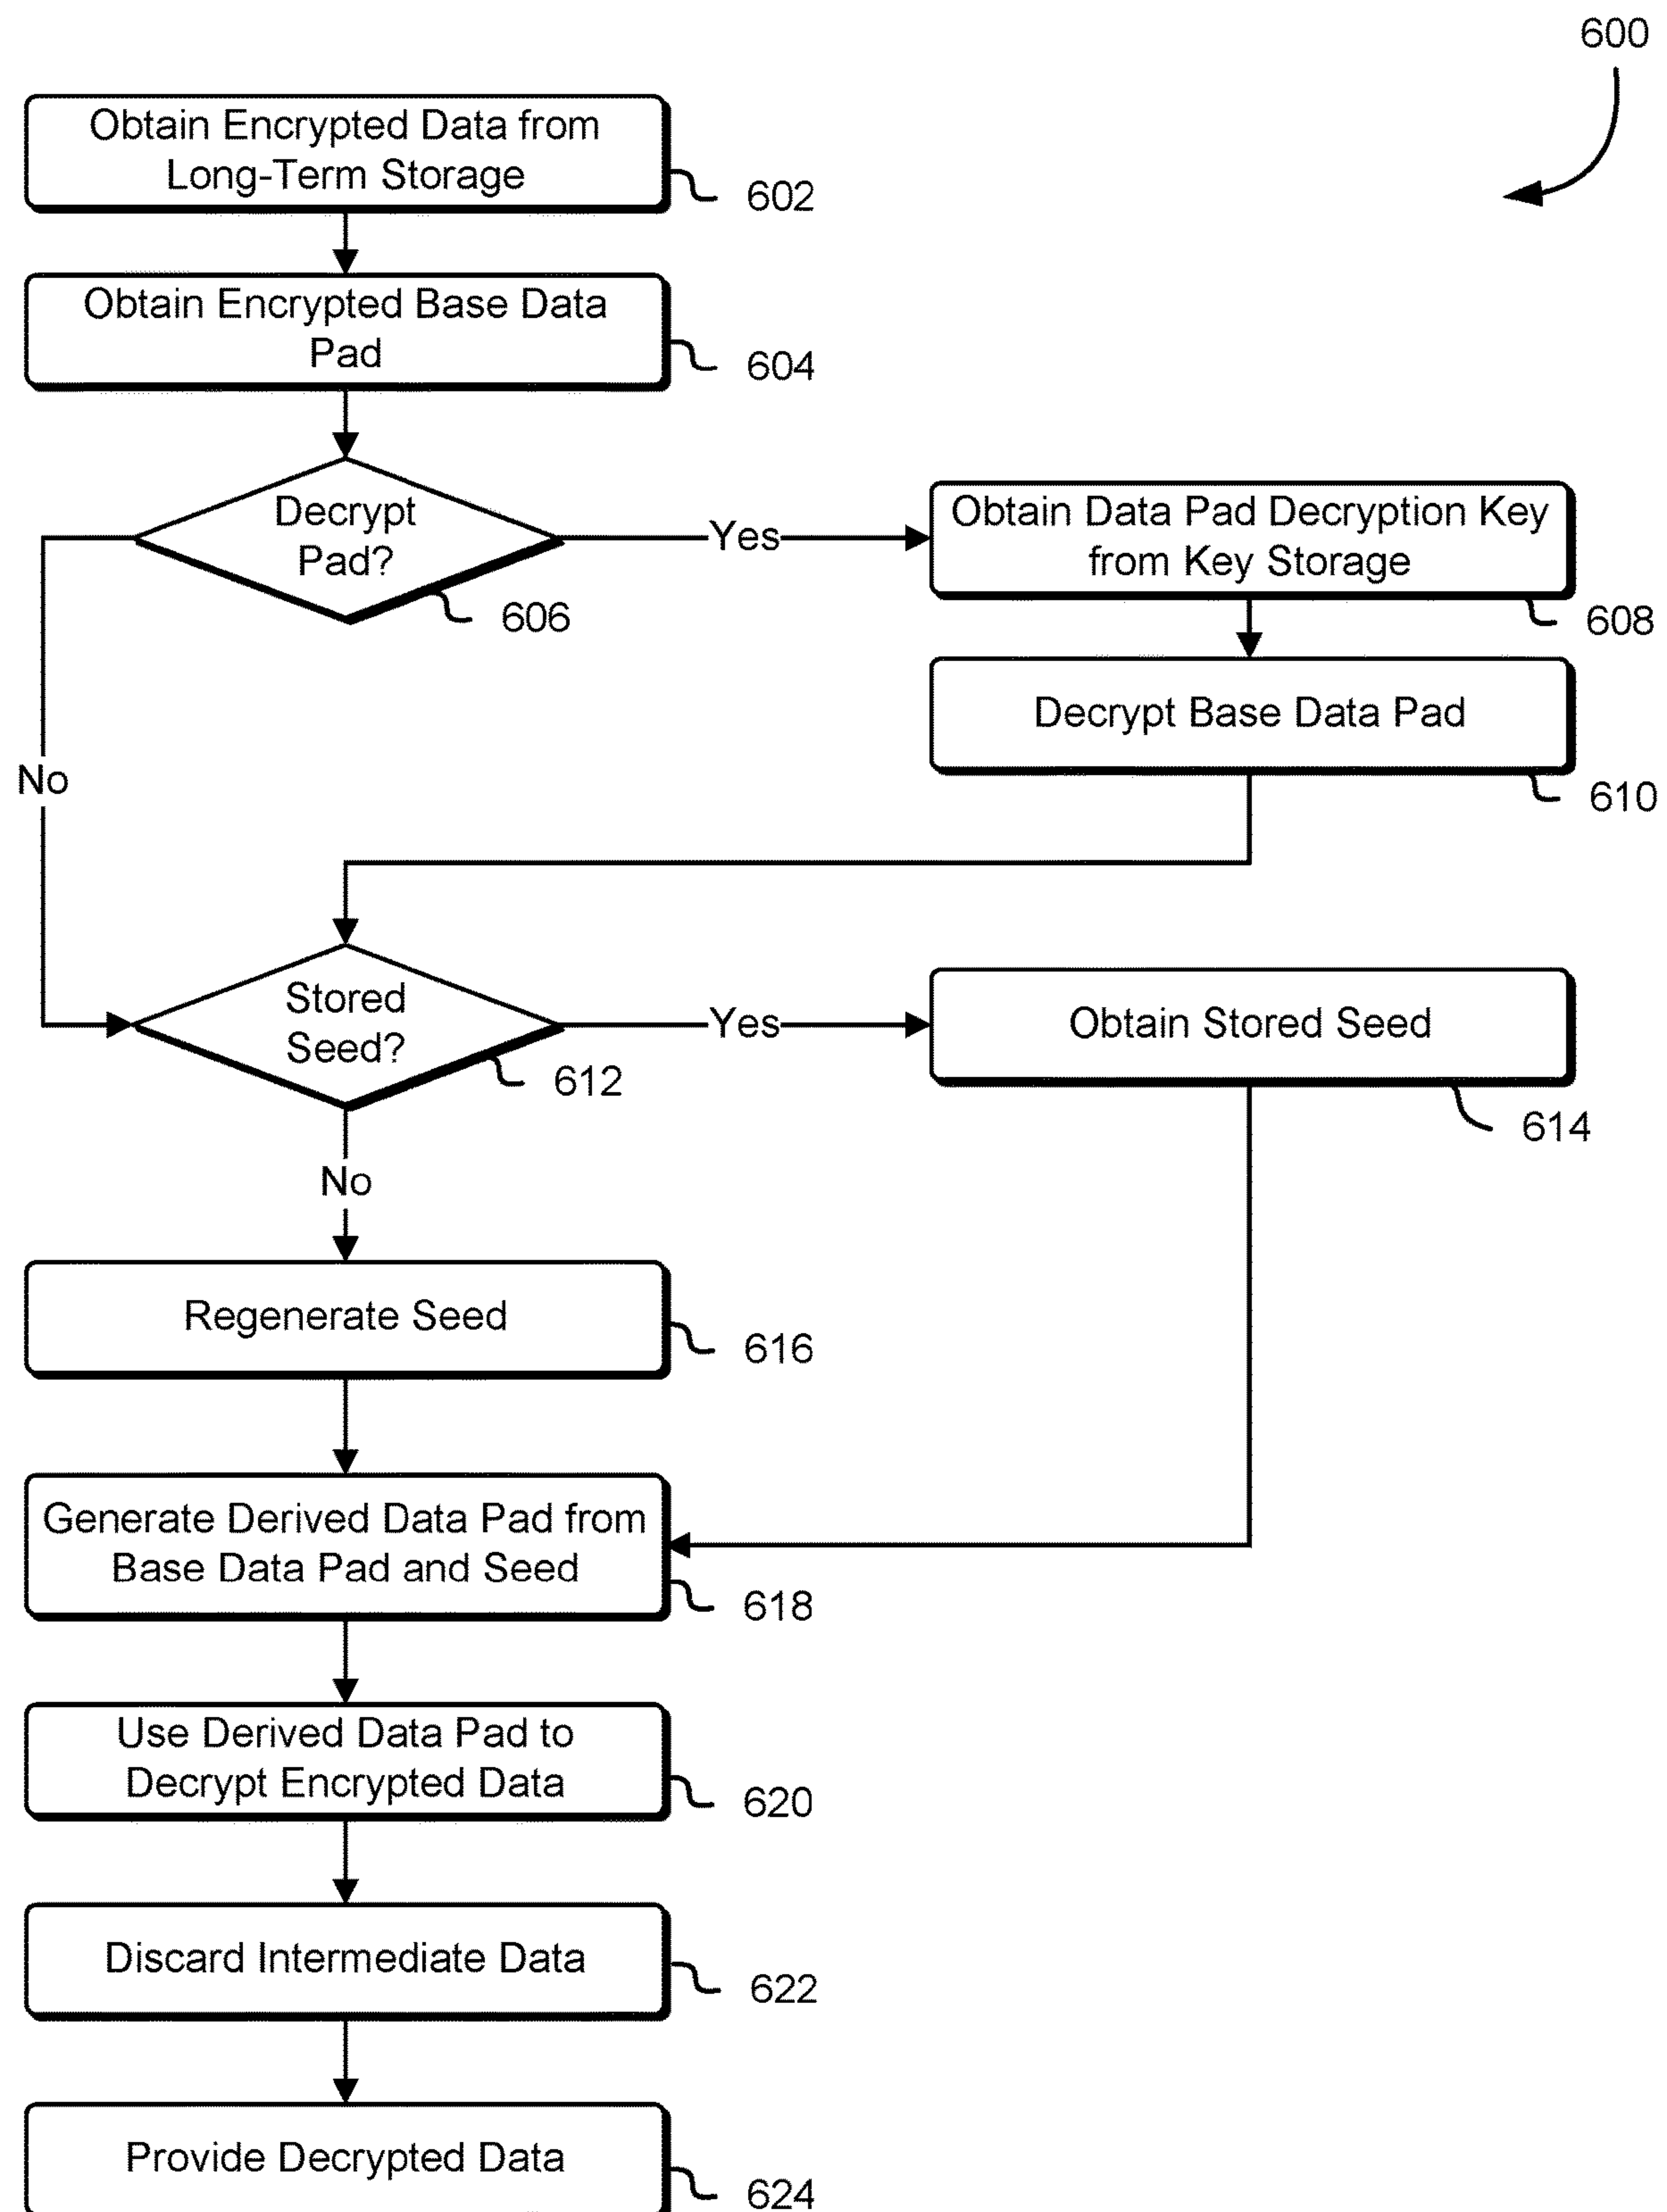 600
Obtain Encrypted Data from
Long-Term Storage
602
Obtain Encrypted Base Data
Pad
604
Decrypt
Pad?
606
Yes
Obtain Data Pad Decryption Key
from Key Storage
608
Decrypt Base Data Pad
610
No
Stored
Seed?
612
Yes
Obtain Stored Seed
614
No
Regenerate Seed
616
Generate Derived Data Pad from
Base Data Pad and Seed
618
Use Derived Data Pad to
Decrypt Encrypted Data
620
Discard Intermediate Data
622
Provide Decrypted Data
624